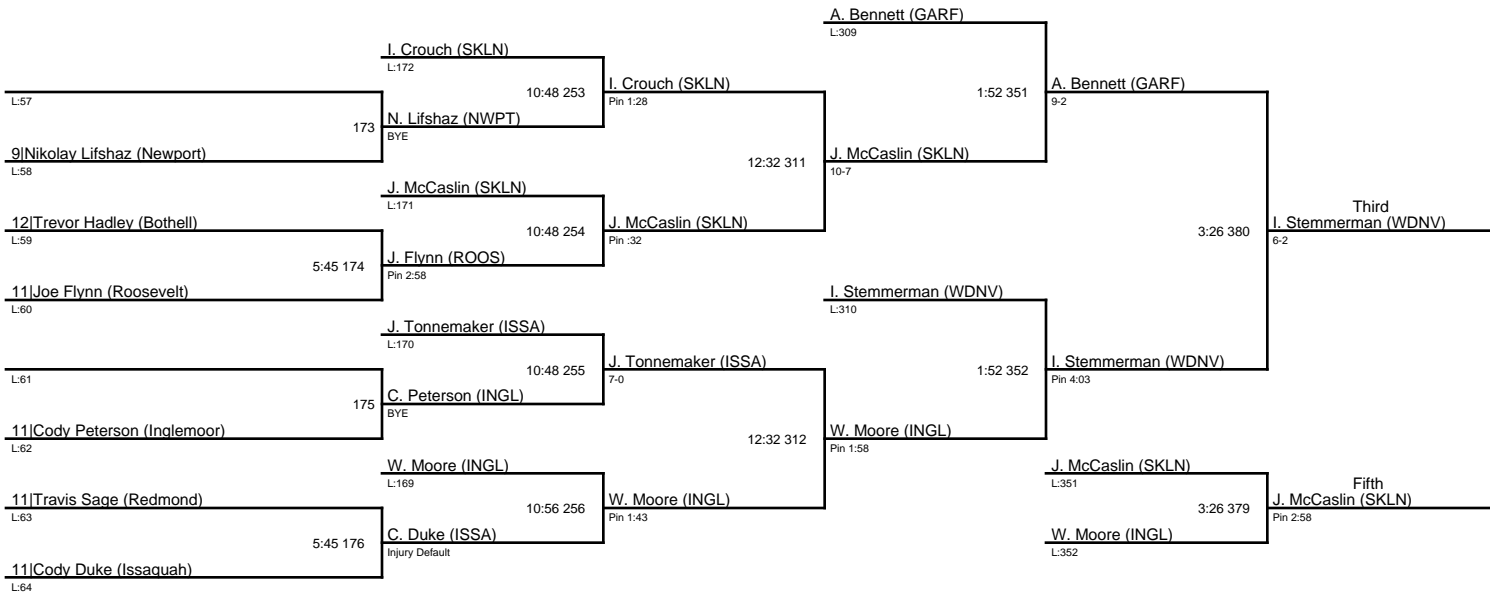 A. Bennett (GARF)
L:309
I. Crouch (SKLN)
L:172
10:48 253
I. Crouch (SKLN)
Pin 1:28
1:52 351
A. Bennett (GARF)
9-2
L:57
173
N. Lifshaz (NWPT)
BYE
9|Nikolay Lifshaz (Newport)
L:58
12:32 311
J. McCaslin (SKLN)
10-7
J. McCaslin (SKLN)
L:171
12|Trevor Hadley (Bothell)
L:59
10:48 254
J. McCaslin (SKLN)
Pin :32
3:26 380
Third
I. Stemmerman (WDNV)
6-2
5:45 174
J. Flynn (ROOS)
Pin 2:58
11|Joe Flynn (Roosevelt)
L:60
I. Stemmerman (WDNV)
L:310
J. Tonnemaker (ISSA)
L:170
10:48 255
J. Tonnemaker (ISSA)
7-0
1:52 352
I. Stemmerman (WDNV)
Pin 4:03
L:61
175
C. Peterson (INGL)
BYE
11|Cody Peterson (Inglemoor)
L:62
12:32 312
W. Moore (INGL)
Pin 1:58
W. Moore (INGL)
L:169
J. McCaslin (SKLN)
L:351
11|Travis Sage (Redmond)
L:63
10:56 256
W. Moore (INGL)
Pin 1:43
3:26 379
Fifth
J. McCaslin (SKLN)
Pin 2:58
5:45 176
C. Duke (ISSA)
Injury Default
W. Moore (INGL)
L:352
11|Cody Duke (Issaquah)
L:64